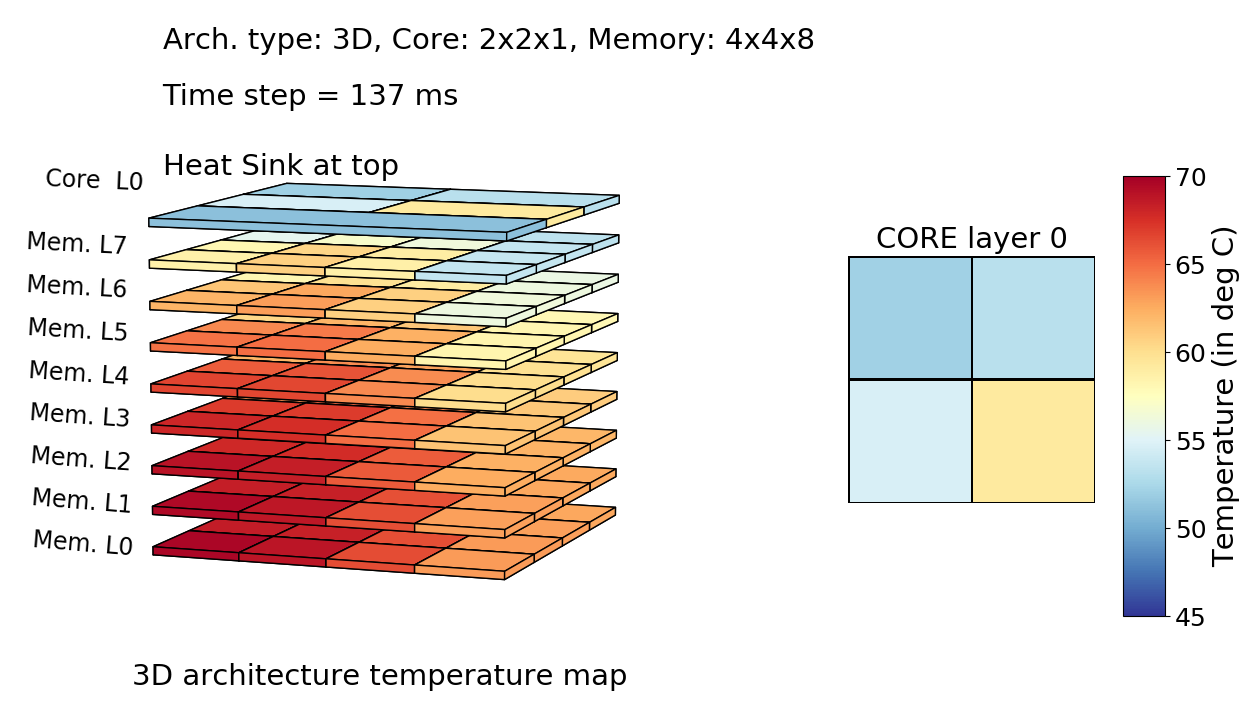 Arch. type: 3D, Core: 2x2x1, Memory: 4x4x8
Time step = 137 ms
Heat Sink at top
Core  L0
Mem. L7
Mem. L6
Mem. L5
Mem. L4
Mem. L3
Mem. L2
Mem. L1
Mem. L0
3D architecture temperature map
CORE layer 0
70
65
60
55
50
45
Temperature (in deg C)